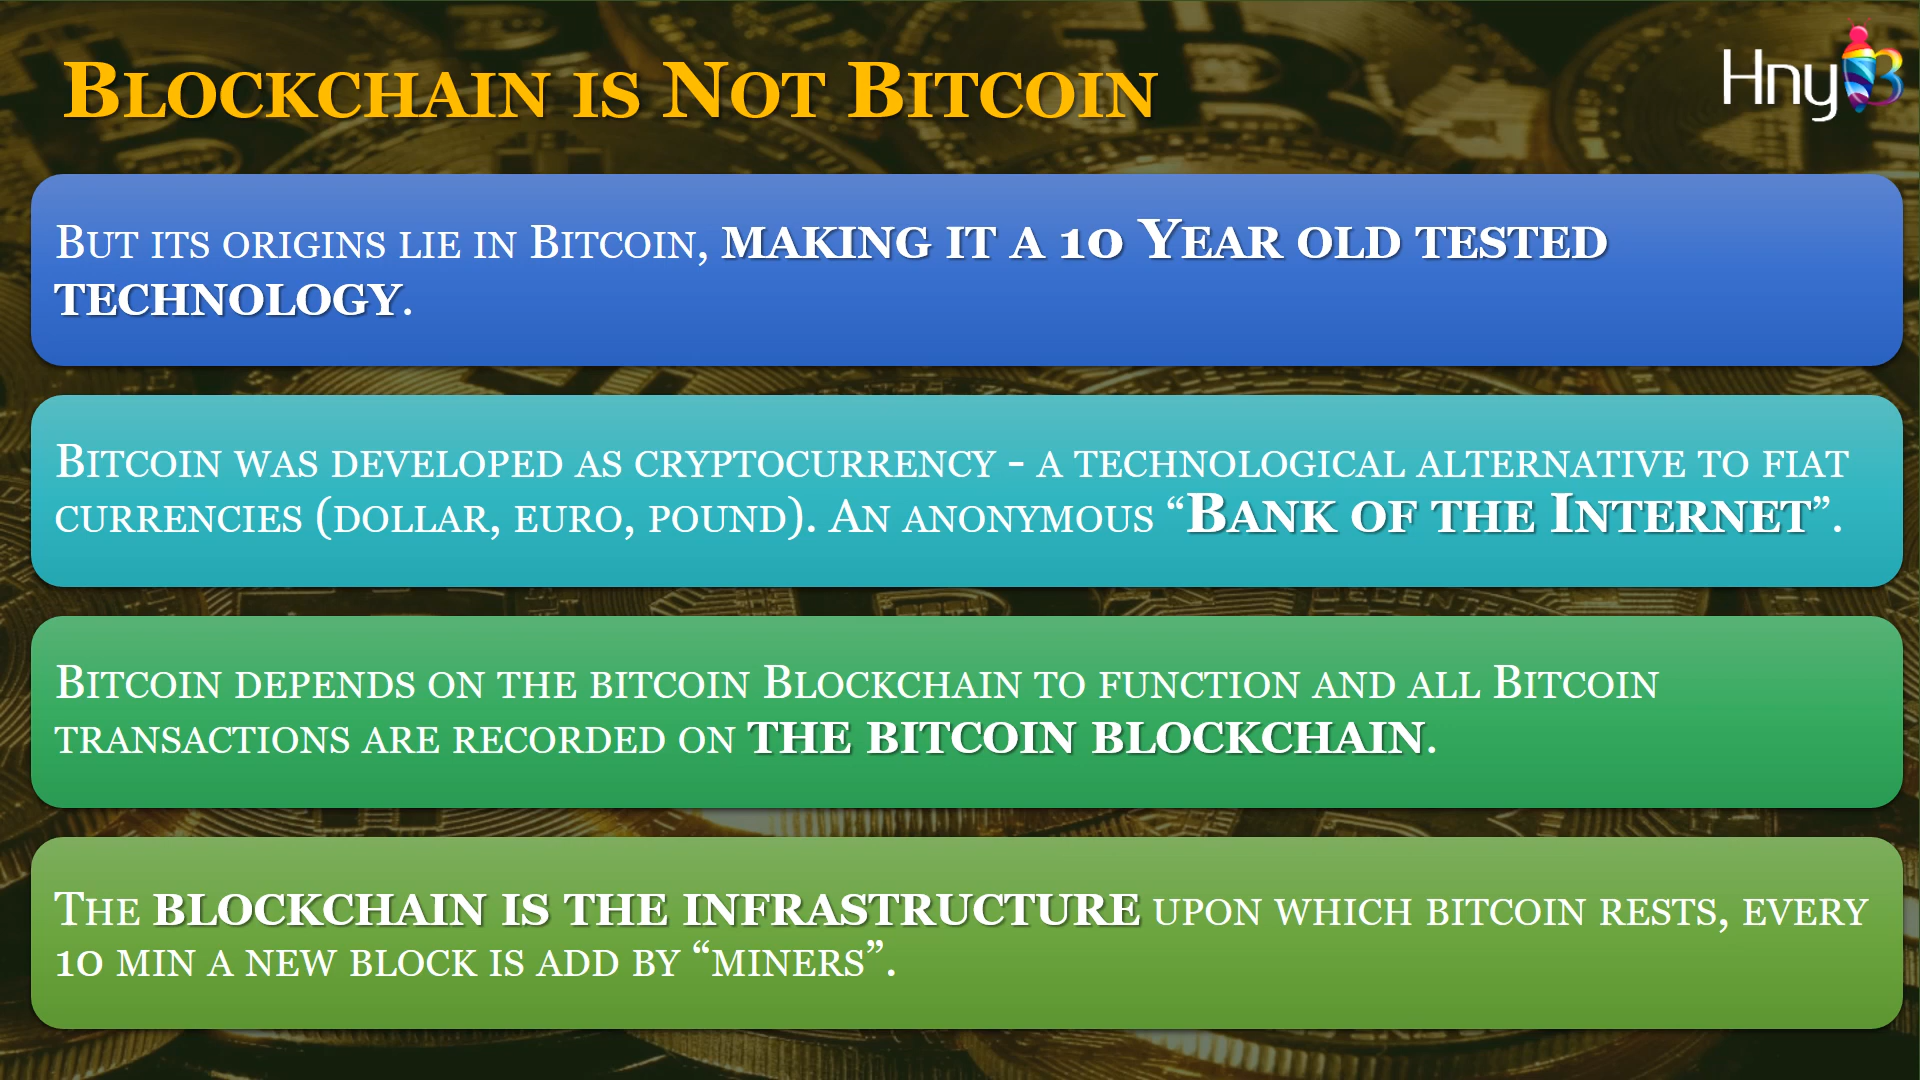 Blockchain is Not Bitcoin
Hny B
But its origins lie in Bitcoin, making it a 10 Year old tested
technology.
Bitcoin was developed as cryptocurrency - a technological alternative to fiat
currencies (dollar, euro, pound). An anonymous “Bank of the Internet”.
Bitcoin depends on the bitcoin Blockchain to function and all Bitcoin
transactions are recorded on the bitcoin blockchain.
The blockchain is the infrastructure upon which bitcoin rests, every
10 min a new block is add by “miners”.